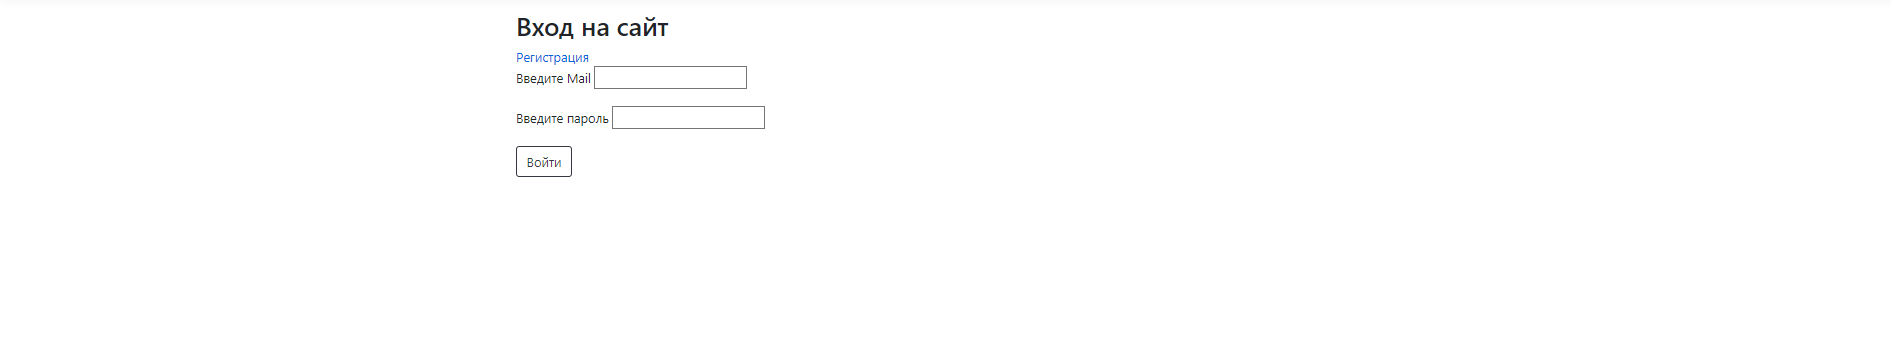 Вход на сайт
Регистрация
Введите Mail
Введите пароль
Войти